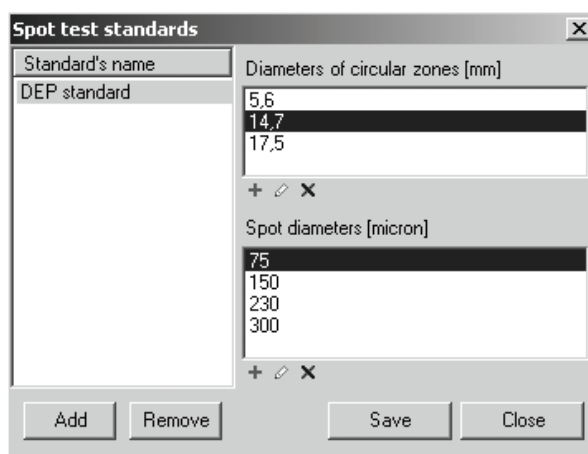 Spot test standards
Standard's name
DEP standard
Diameters of circular zones [mm]
5,6
14,7
17,5
Spot diameters [micron]
75
150
230
300
Add
Remove
Save
Close